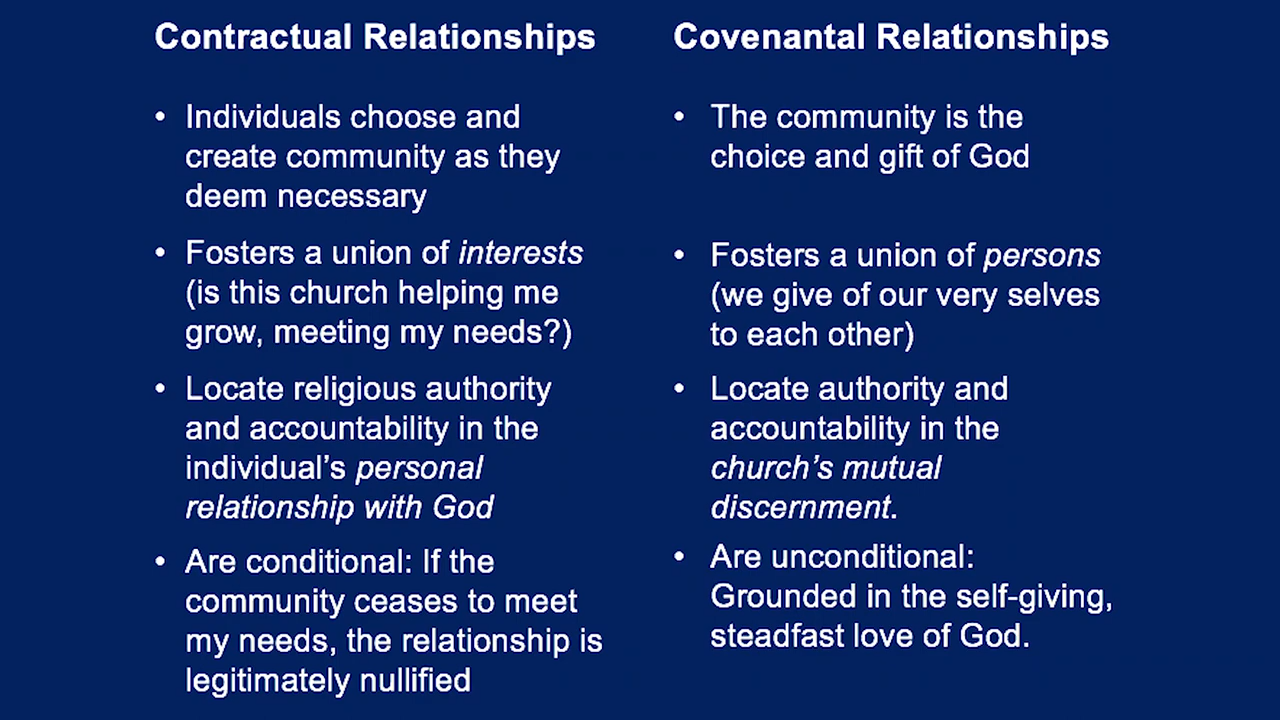 Contractual Relationships
• Individuals choose and
create community as they
deem necessary
• Fosters a union of interests
(is this church helping me
grow, meeting my needs?)
• Locate religious authority
and accountability in the
individual’s personal
relationship with God
• Are conditional: If the
community ceases to meet
my needs, the relationship is
legitimately nullified
Covenantal Relationships
• The community is the
choice and gift of God
• Fosters a union of persons
(we give of our very selves
to each other)
• Locate authority and
accountability in the
church’s mutual
discernment.
• Are unconditional:
Grounded in the self-giving,
steadfast love of God.